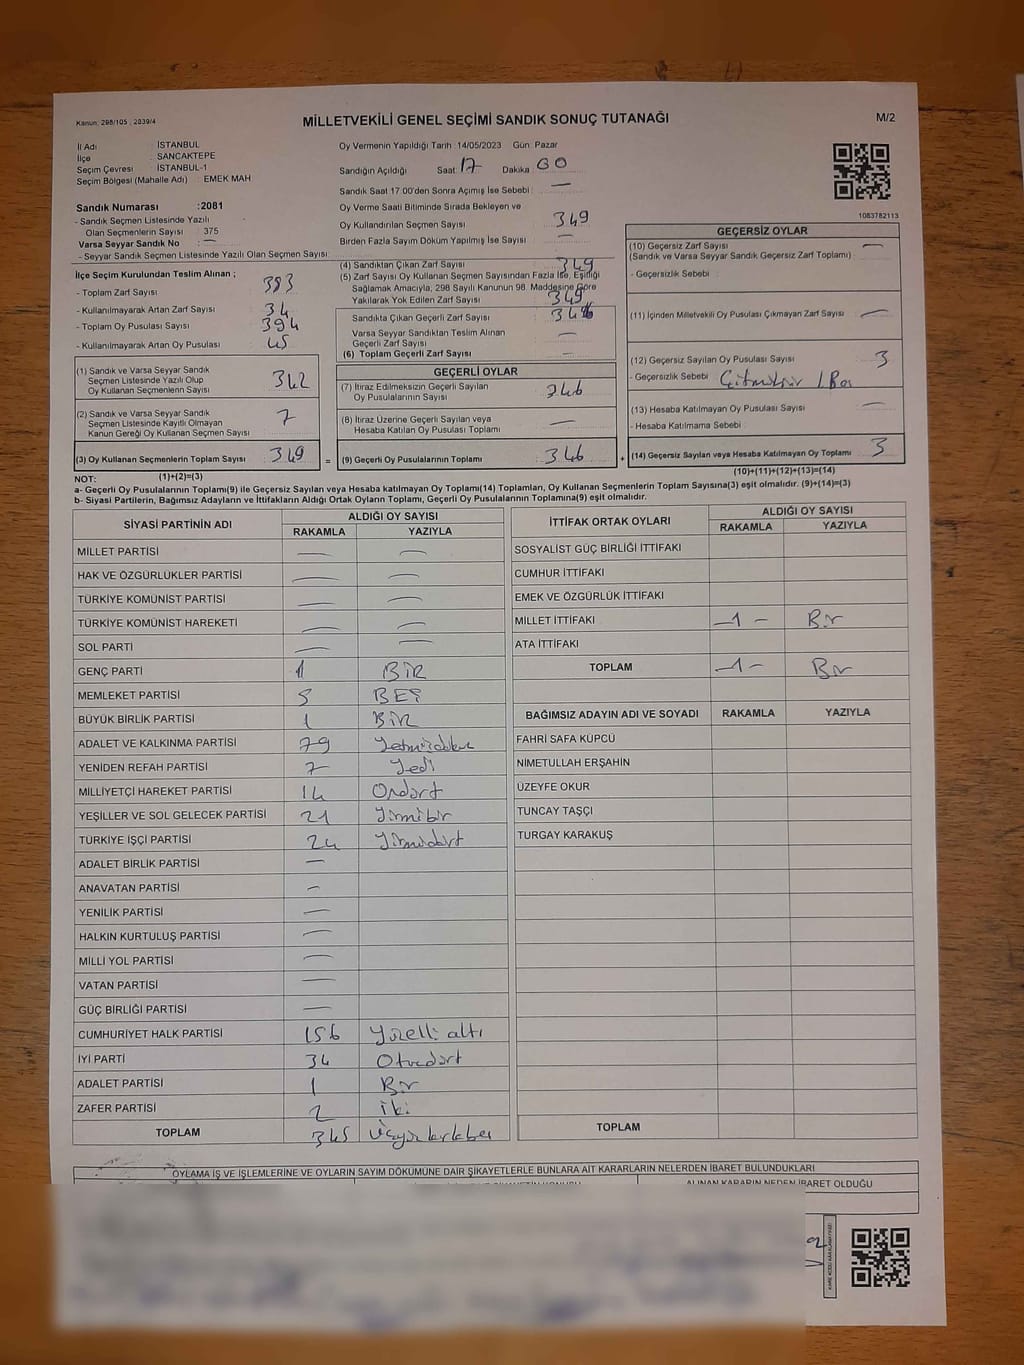 Kanun: 298/105 , 2839/4
MİLLETVEKİLİ GENEL SEÇİMİ SANDIK SONUÇ TUTANAĞI
M/2
İl Adı : İSTANBUL
İlçe : SANCAKTEPE
Seçim Çevresi : İSTANBUL-1
Seçim Bölgesi (Mahalle Adı) : EMEK MAH
Sandık Numarası :2081
- Sandık Seçmen Listesinde Yazılı
Olan Seçmenlerin Sayısı : 375
Varsa Seyyar Sandık No : —
- Seyyar Sandık Seçmen Listesinde Yazılı Olan Seçmen Sayısı :
İlçe Seçim Kurulundan Teslim Alınan ;
- Toplam Zarf Sayısı : 383
- Kullanılmayarak Artan Zarf Sayısı : 34
- Toplam Oy Pusulası Sayısı : 394
- Kullanılmayarak Artan Oy Pusulası : 45
(1) Sandık ve Varsa Seyyar Sandık
Seçmen Listesinde Yazılı Olup
Oy Kullanan Seçmenlerin Sayısı : 342
(2) Sandık ve Varsa Seyyar Sandık
Seçmen Listesinde Kayıtlı Olmayan
Kanun Gereği Oy Kullanan Seçmen Sayısı : 7
(3) Oy Kullanan Seçmenlerin Toplam Sayısı : 349
(1)+(2)=(3)
Oy Vermenin Yapıldığı Tarih : 14/05/2023 Gün: Pazar
Sandığın Açıldığı Saat: 17 Dakika: 00
Sandık Saat 17:00'den Sonra Açımış İse Sebebi : —
Oy Verme Saati Bitiminde Sırada Bekleyen ve
Oy Kullandırılan Seçmen Sayısı : 349
Birden Fazla Sayım Döküm Yapılmış İse Sayısı : —
(4) Sandıktan Çıkan Zarf Sayısı : 349
(5) Zarf Sayısı Oy Kullanan Seçmen Sayısından Fazla İse, Eşitliği
Sağlamak Amacıyla, 298 Sayılı Kanunun 98. Maddesine Göre
Yakılarak Yok Edilen Zarf Sayısı : 349
Sandıkta Çıkan Geçerli Zarf Sayısı :
Varsa Seyyar Sandıktan Teslim Alınan
Geçerli Zarf Sayısı : —
(6) Toplam Geçerli Zarf Sayısı : —
GEÇERLİ OYLAR
(7) İtiraz Edilmeksizin Geçerli Sayılan
Oy Pusulalarının Sayısı : 346
(8) İtiraz Üzerine Geçerli Sayılan veya
Hesaba Katılan Oy Pusulası Toplamı : —
= (9) Geçerli Oy Pusulalarının Toplamı : 346 +
1083782113
GEÇERSİZ OYLAR
(10) Geçersiz Zarf Sayısı : —
(Sandık ve Varsa Seyyar Sandık Geçersiz Zarf Toplamı)
- Geçersizlik Sebebi :
(11) İçinden Milletvekili Oy Pusulası Çıkmayan Zarf Sayısı : —
(12) Geçersiz Sayılan Oy Pusulası Sayısı : 3
- Geçersizlik Sebebi :
(13) Hesaba Katılmayan Oy Pusulası Sayısı : —
- Hesaba Katılmama Sebebi :
(14) Geçersiz Sayılan veya Hesaba Katılmayan Oy Toplamı : 3
(10)+(11)+(12)+(13)=(14)
NOT:
a- Geçerli Oy Pusulalarının Toplamı(9) ile Geçersiz Sayılan veya Hesaba Katılmayan Oy Toplamı(14) Toplamları, Oy Kullanan Seçmenlerin Toplam Sayısına(3) eşit olmalıdır. (9)+(14)=(3)
b- Siyasi Partilerin, Bağımsız Adayların ve İttifakların Aldığı Ortak Oyların Toplamı, Geçerli Oy Pusulalarının Toplamına(9) eşit olmalıdır.
SİYASİ PARTİNİN ADI ALDIĞI OY SAYISI
RAKAMLA YAZIYLA
MİLLET PARTİSİ — —
HAK VE ÖZGÜRLÜKLER PARTİSİ — —
TÜRKİYE KOMÜNİST PARTİSİ — —
TÜRKİYE KOMÜNİST HAREKETİ — —
SOL PARTİ — —
GENÇ PARTİ 1 BİR
MEMLEKET PARTİSİ 5 BEŞ
BÜYÜK BİRLİK PARTİSİ 1 BİR
ADALET VE KALKINMA PARTİSİ 79 Yetmişdokuz
YENİDEN REFAH PARTİSİ 7 Yedi
MİLLİYETÇİ HAREKET PARTİSİ 14 Ondört
YEŞİLLER VE SOL GELECEK PARTİSİ 21 Yirmibir
TÜRKİYE İŞÇİ PARTİSİ 24 Yirmidört
ADALET BİRLİK PARTİSİ —
ANAVATAN PARTİSİ —
YENİLİK PARTİSİ —
HALKIN KURTULUŞ PARTİSİ —
MİLLİ YOL PARTİSİ —
VATAN PARTİSİ —
GÜÇ BİRLİĞİ PARTİSİ —
CUMHURİYET HALK PARTİSİ 156 Yüzelli altı
İYİ PARTİ 34 Otuzdört
ADALET PARTİSİ 1 Bir
ZAFER PARTİSİ 2 İki
TOPLAM 345 Üçyüzkırkbeş
İTTİFAK ORTAK OYLARI ALDIĞI OY SAYISI
RAKAMLA YAZIYLA
SOSYALİST GÜÇ BİRLİĞİ İTTİFAKI
CUMHUR İTTİFAKI
EMEK VE ÖZGÜRLÜK İTTİFAKI
MİLLET İTTİFAKI -1- Bir
ATA İTTİFAKI
TOPLAM -1- Bir
BAĞIMSIZ ADAYIN ADI VE SOYADI RAKAMLA YAZIYLA
FAHRİ SAFA KÜPCÜ
NİMETULLAH ERŞAHİN
ÜZEYFE OKUR
TUNCAY TAŞÇI
TURGAY KARAKUŞ
TOPLAM
OYLAMA İŞ VE İŞLEMLERİNE VE OYLARIN SAYIM DÖKÜMÜNE DAİR ŞİKAYETLERLE BUNLARA AİT KARARLARIN NELERDEN İBARET BULUNDUKLARI
ALINAN KARARIN NEDEN İBARET OLDUĞU